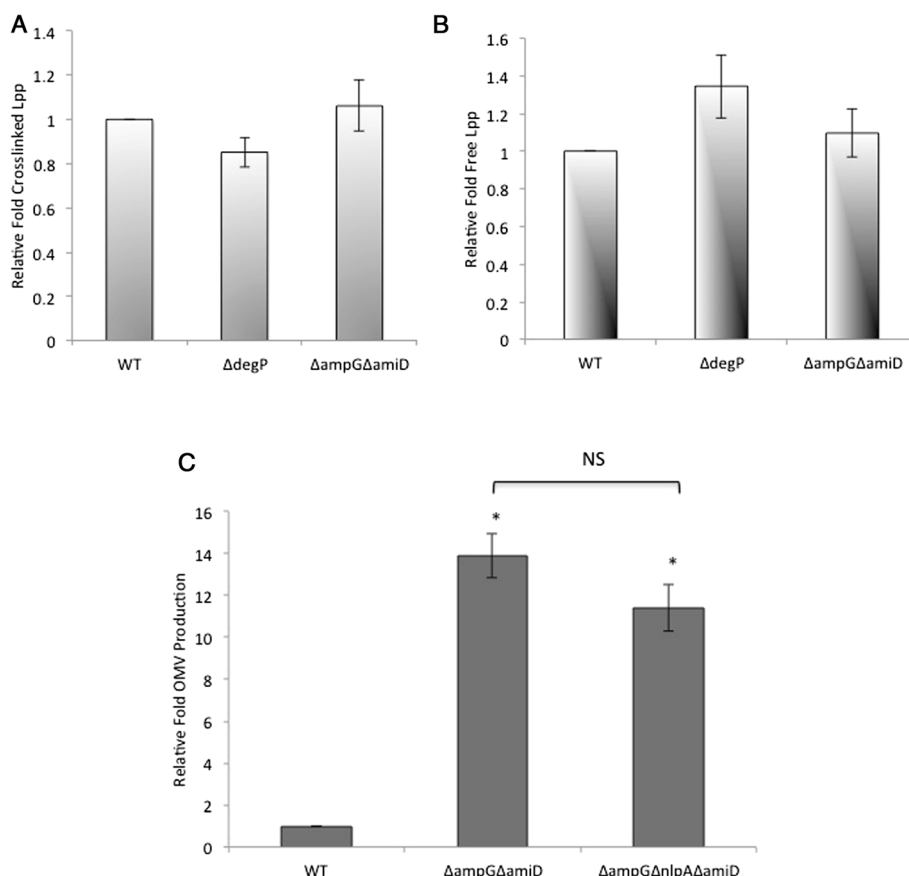 A
Relative Fold Crosslinked Lpp
1.4
1.2
1
0.8
0.6
0.4
0.2
0
WT
ΔdegP
ΔampGΔamiD
B
Relative Fold Free Lpp
1.6
1.4
1.2
1
0.8
0.6
0.4
0.2
0
WT
ΔdegP
ΔampGΔamiD
C
NS
Relative Fold OMV Production
16
14
12
10
8
6
4
2
0
*
*
WT
ΔampGΔamiD
ΔampGΔnlpAΔamiD